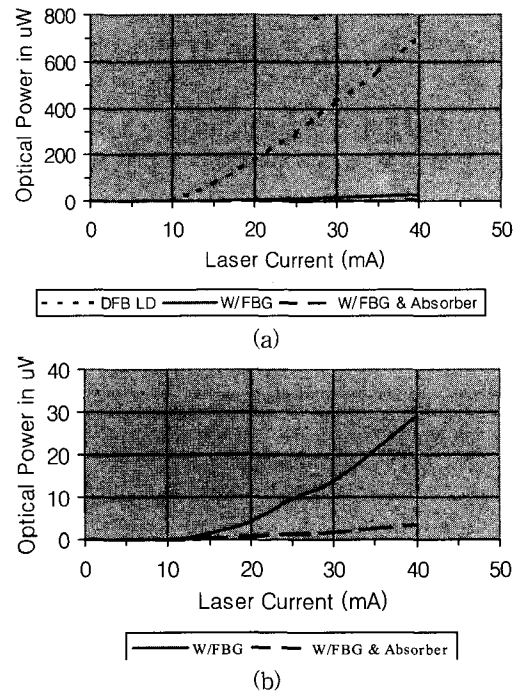 Optical Power in uW
800
600
400
200
0
0 10 20 30 40 50
Laser Current (mA)
DFB LD W/FBG W/FBG & Absorber
(a)
Optical Power in uV
40
30
20
10
0
0 10 20 30 40 50
Laser Current (mA)
W/FBG W/FBG & Absorber
(b)